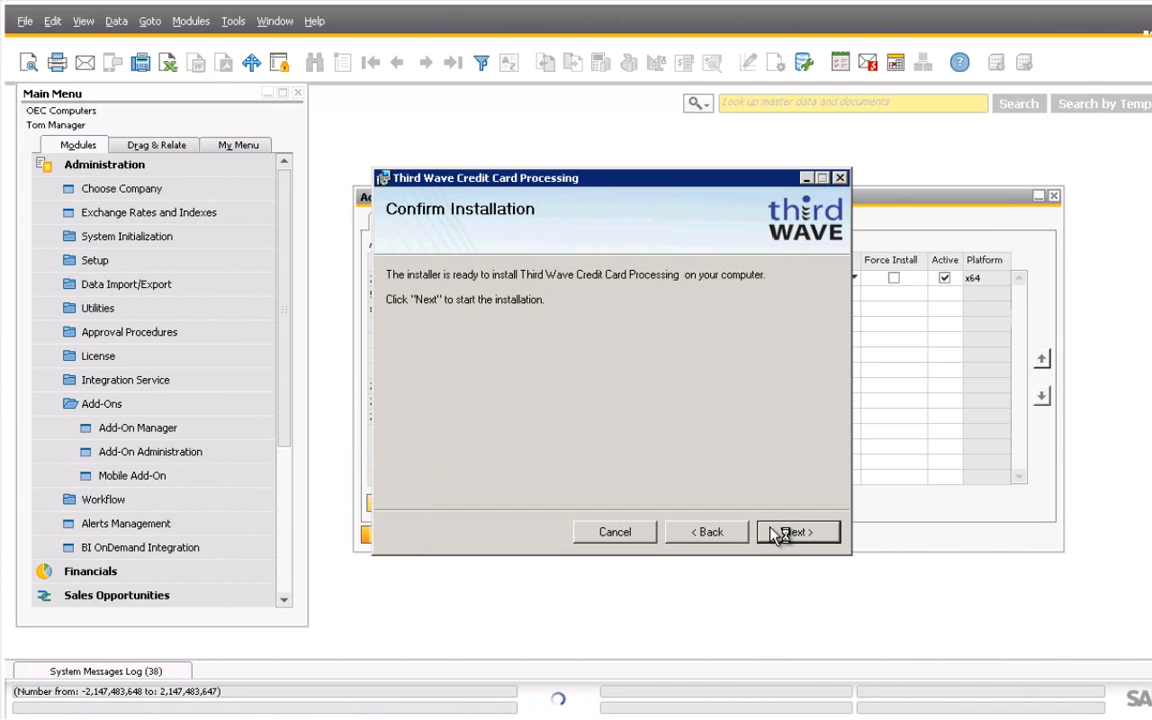 File Edit View Data Goto Modules Tools Window Help
Main Menu
OEC Computers
Tom Manager
Modules Drag & Relate My Menu
Administration
Choose Company
Exchange Rates and Indexes
System Initialization
Setup
Data Import/Export
Utilities
Approval Procedures
License
Integration Service
Add-Ons
Add-On Manager
Add-On Administration
Mobile Add-On
Workflow
Alerts Management
BI OnDemand Integration
Financials
Sales Opportunities
Look up master data and documents Search Search by Temp
Third Wave Credit Card Processing
Confirm Installation
third
WAVE
The installer is ready to install Third Wave Credit Card Processing on your computer.
Click "Next" to start the installation.
Cancel < Back Next >
Force Install Active Platform
x64
System Messages Log (38)
(Number from: -2,147,483,648 to: 2,147,483,647)
SA